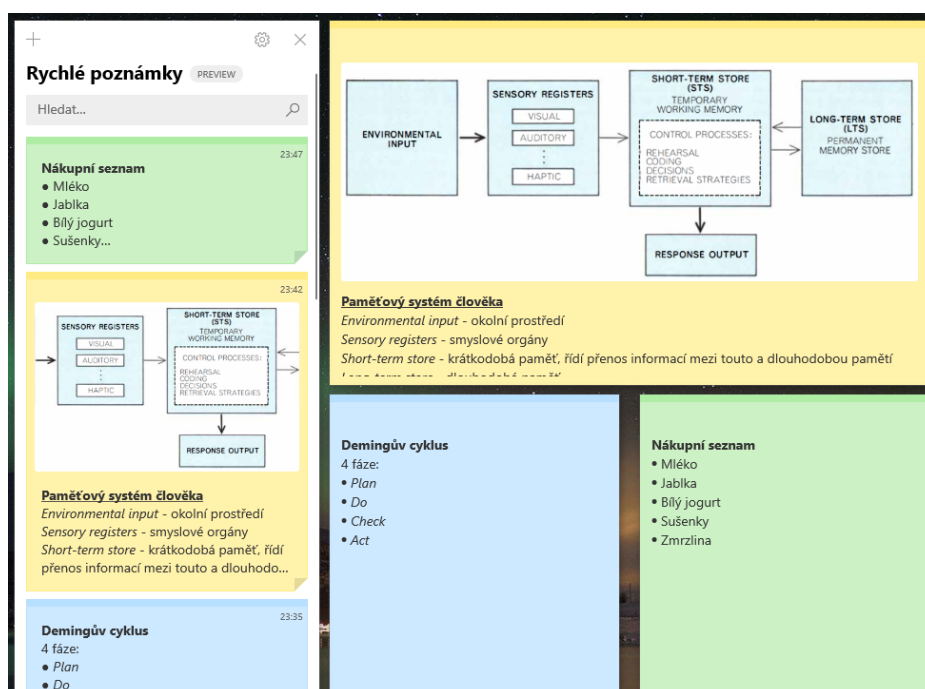 Rychlé poznámky PREVIEW
Hledat...
23:47
Nákupní seznam
● Mléko
● Jablka
● Bílý jogurt
● Sušenky...
23:42
SENSORY REGISTERS
VISUAL
AUDITORY
HAPTIC
SHORT-TERM STORE
(STS)
TEMPORARY
WORKING MEMORY
CONTROL PROCESSES:
REHEARSAL
CODING
DECISIONS
RETRIEVAL STRATEGIES
RESPONSE OUTPUT
Paměťový systém člověka
Environmental input - okolní prostředí
Sensory registers - smyslové orgány
Short-term store - krátkodobá paměť, řídí
přenos informací mezi touto a dlouhodo...
23:35
Demingův cyklus
4 fáze:
● Plan
● Do
ENVIRONMENTAL
INPUT
SENSORY REGISTERS
VISUAL
AUDITORY
HAPTIC
SHORT-TERM STORE
(STS)
TEMPORARY
WORKING MEMORY
CONTROL PROCESSES:
REHEARSAL
CODING
DECISIONS
RETRIEVAL STRATEGIES
LONG-TERM STORE
(LTS)
PERMANENT
MEMORY STORE
RESPONSE OUTPUT
Paměťový systém člověka
Environmental input - okolní prostředí
Sensory registers - smyslové orgány
Short-term store - krátkodobá paměť, řídí přenos informací mezi touto a dlouhodobou pamětí
Long-term store - dlouhodobá paměť
Demingův cyklus
4 fáze:
• Plan
• Do
• Check
• Act
Nákupní seznam
• Mléko
• Jablka
• Bílý jogurt
• Sušenky
• Zmrzlina